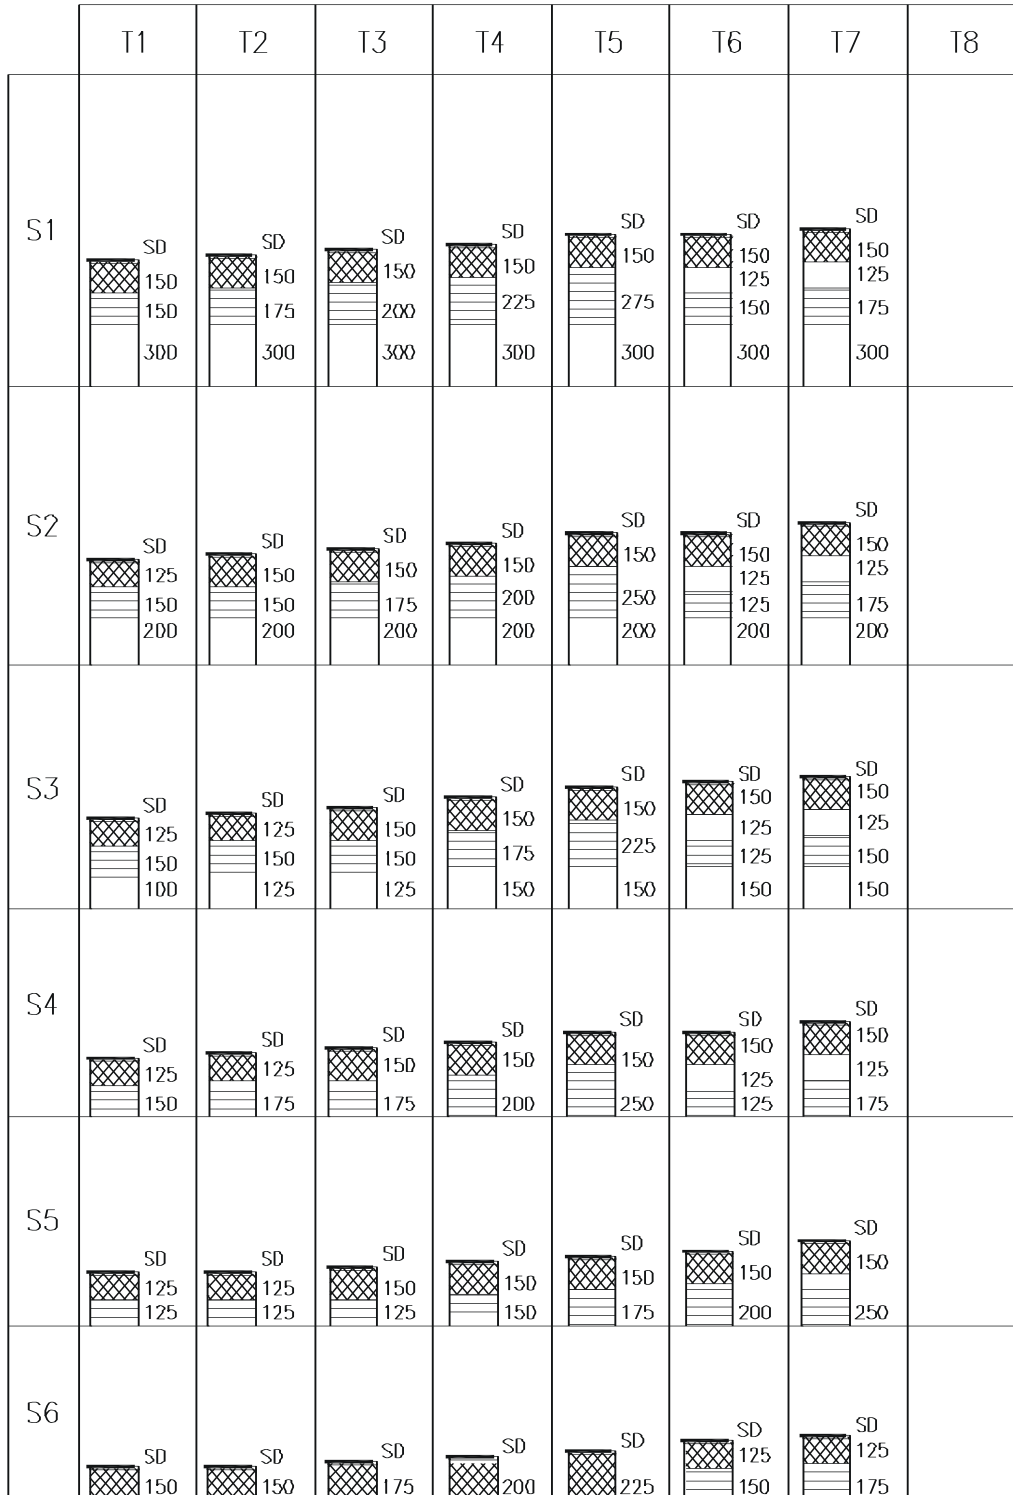 T1 T2 T3 T4 T5 T6 T7 T8
S1
SD SD SD SD SD SD SD
150 150 150 150 150 150 150
125 125
150 175 200 225 275 150 175
300 300 300 300 300 300 300
S2
SD SD SD SD SD SD SD
125 150 150 150 150 150 150
125 125
150 150 175 200 250 125 175
200 200 200 200 200 200 200
S3
SD SD SD SD SD SD SD
125 125 150 150 150 150 150
125 125
150 150 150 175 225 125 150
100 125 125 150 150 150 150
S4
SD SD SD SD SD SD SD
125 125 150 150 150 150 150
125 125
150 175 175 200 250 125 175
S5
SD SD SD SD SD SD SD
125 125 150 150 150 150 150
125 125 125 150 175 200 250
S6
SD SD SD SD SD SD SD
125 125
150 150 175 200 225 150 175